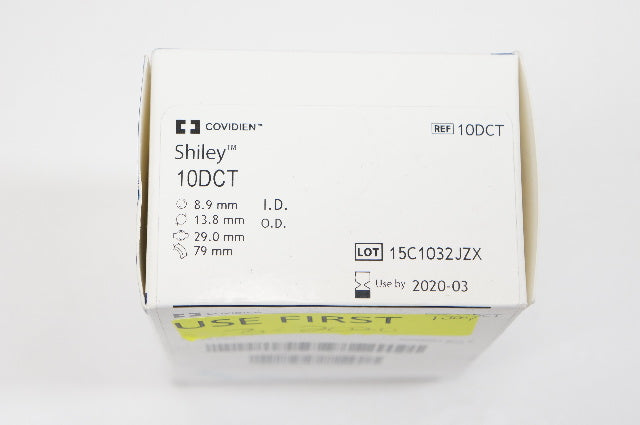 COVIDIEN™
REF 10DCT
Shiley™
10DCT
8.9 mm I.D.
13.8 mm O.D.
29.0 mm
79 mm
LOT 15C1032JZX
Use by 2020-03
USE FIRST